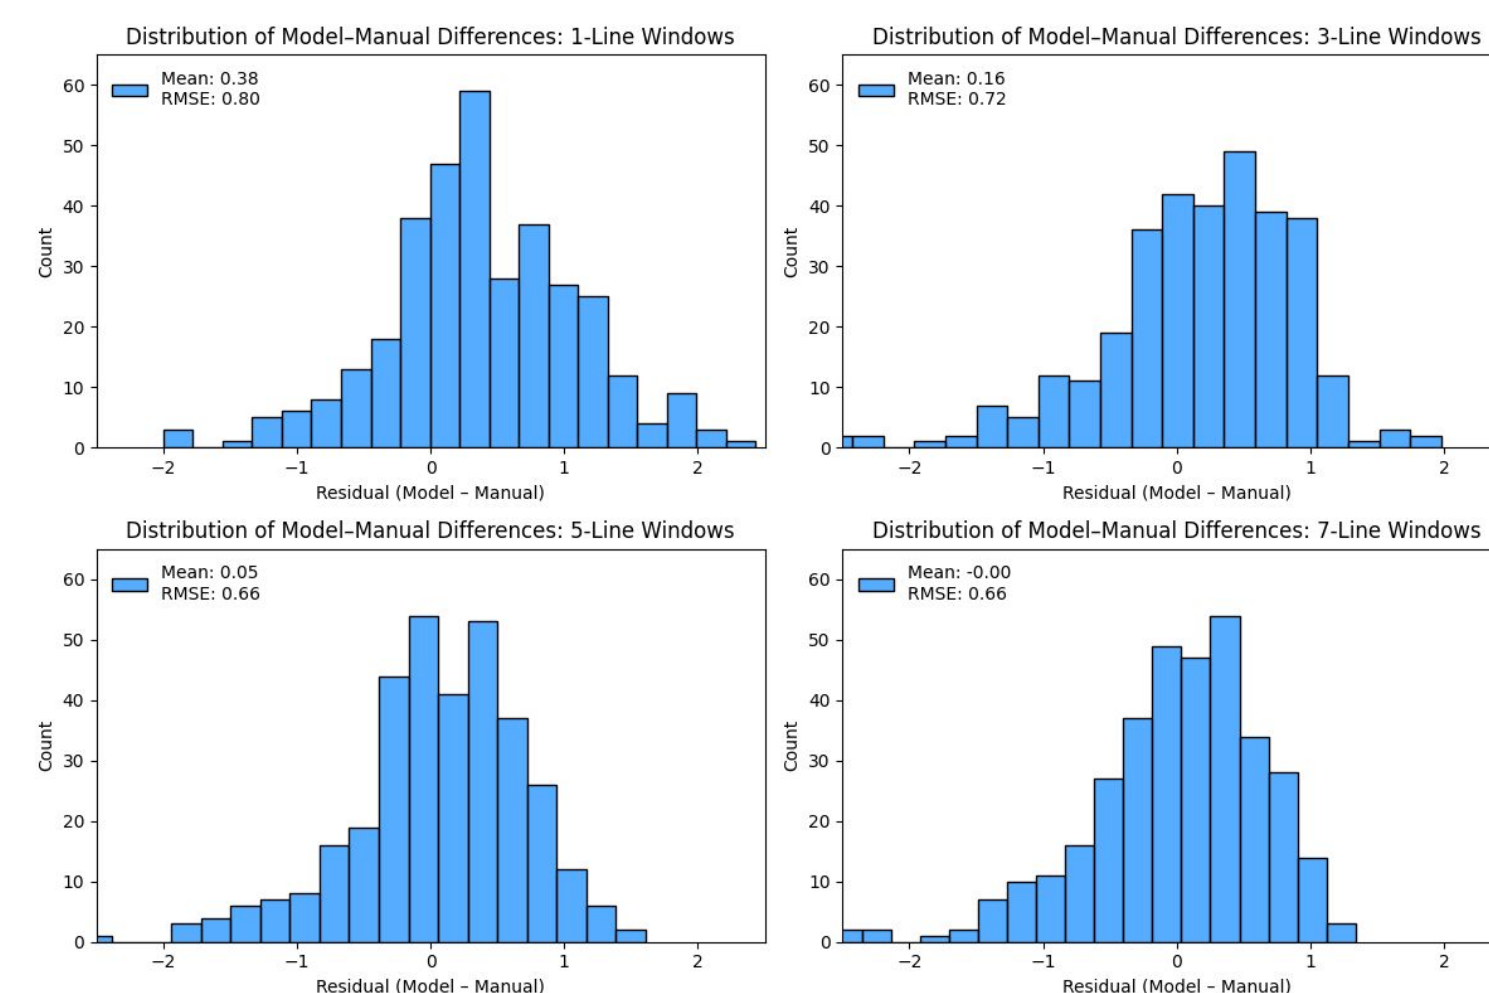 Distribution of Model–Manual Differences: 1-Line Windows
Mean: 0.38
RMSE: 0.80
60
50
40
30
20
10
0
Count
−2 −1 0 1 2
Residual (Model – Manual)
Distribution of Model–Manual Differences: 3-Line Windows
Mean: 0.16
RMSE: 0.72
60
50
40
30
20
10
0
Count
−2 −1 0 1 2
Residual (Model – Manual)
Distribution of Model–Manual Differences: 5-Line Windows
Mean: 0.05
RMSE: 0.66
60
50
40
30
20
10
0
Count
−2 −1 0 1 2
Residual (Model – Manual)
Distribution of Model–Manual Differences: 7-Line Windows
Mean: -0.00
RMSE: 0.66
60
50
40
30
20
10
0
Count
−2 −1 0 1 2
Residual (Model – Manual)